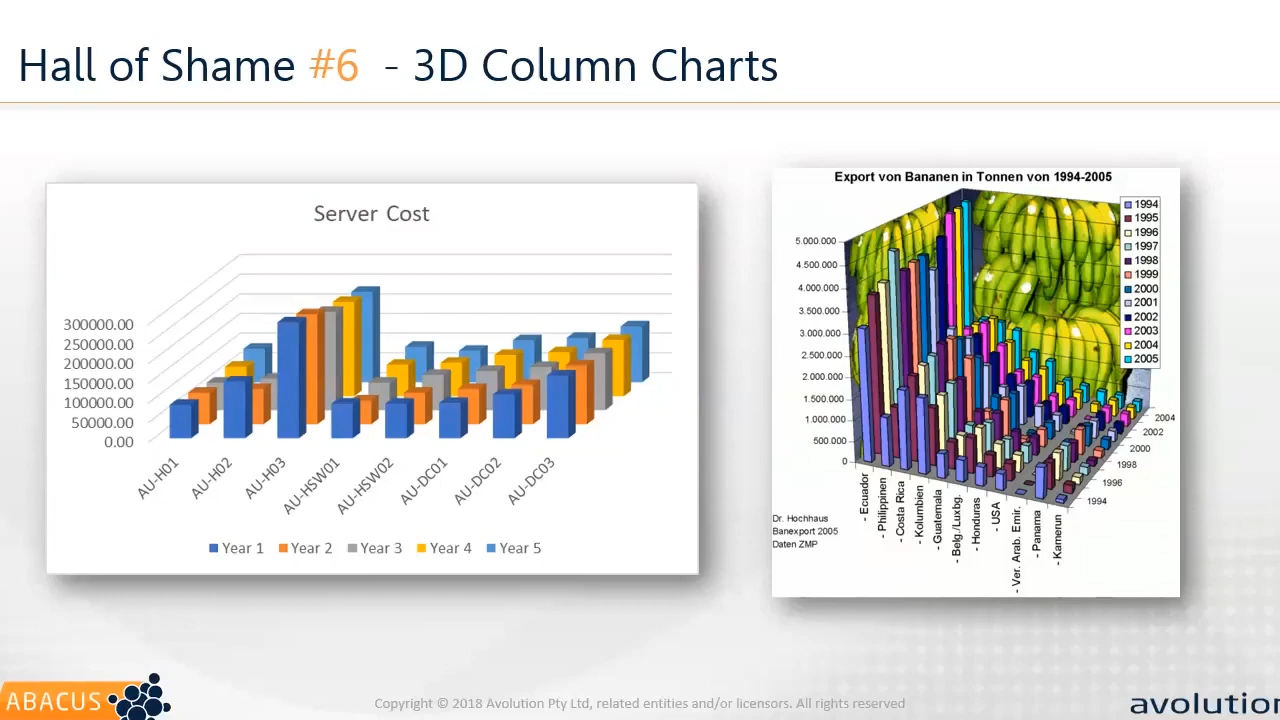 Hall of Shame #6 - 3D Column Charts
Server Cost
300000.00
250000.00
200000.00
150000.00
100000.00
50000.00
0.00
AU-H01
AU-H02
AU-H03
AU-HSW01
AU-HSW02
AU-DC01
AU-DC02
AU-DC03
Year 1
Year 2
Year 3
Year 4
Year 5
Export von Bananen in Tonnen von 1994-2005
5.000.000
4.500.000
4.000.000
3.500.000
3.000.000
2.500.000
2.000.000
1.500.000
1.000.000
500.000
0
1994
1995
1996
1997
1998
1999
2000
2001
2002
2003
2004
2005
2004
2002
2000
1998
1996
1994
- Ecuador
- Philippinen
- Costa Rica
- Kolumbien
- Guatemala
- Belg./Luxbg.
- Honduras
- USA
- Ver. Arab. Emir.
- Panama
- Kamerun
Dr. Hochhaus
Banexport 2005
Daten ZMP
ABACUS
Copyright © 2018 Avolution Pty Ltd, related entities and/or licensors. All rights reserved
avolution